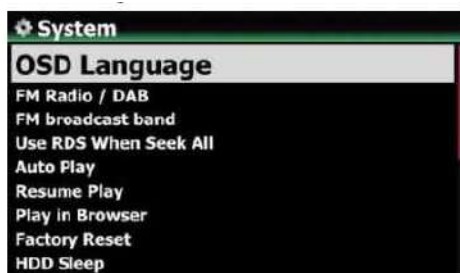 System
OSD Language
FM Radio / DAB
FM broadcast band
Use RDS When Seek All
Auto Play
Resume Play
Play in Browser
Factory Reset
HDD Sleep